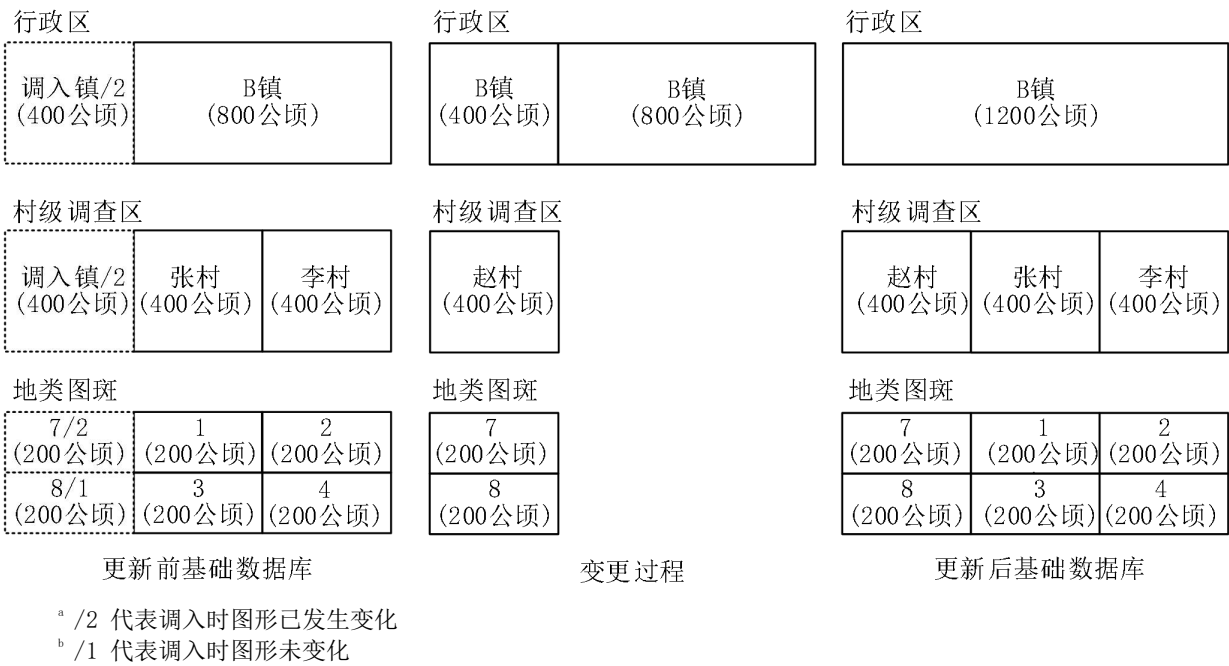 行政区 行政区 行政区
调入镇/2 B镇 B镇 B镇 B镇
(400公顷) (800公顷) (400公顷) (800公顷) (1200公顷)
村级调查区 村级调查区 村级调查区
调入镇/2 张村 李村 赵村 赵村 张村 李村
(400公顷) (400公顷) (400公顷) (400公顷) (400公顷) (400公顷) (400公顷)
地类图斑 地类图斑 地类图斑
7/2 1 2 7 7 1 2
(200公顷) (200公顷) (200公顷) (200公顷) (200公顷) (200公顷) (200公顷)
8/1 3 4 8 8 3 4
(200公顷) (200公顷) (200公顷) (200公顷) (200公顷) (200公顷) (200公顷)
更新前基础数据库 变更过程 更新后基础数据库
a /2 代表调入时图形已发生变化
b /1 代表调入时图形未变化